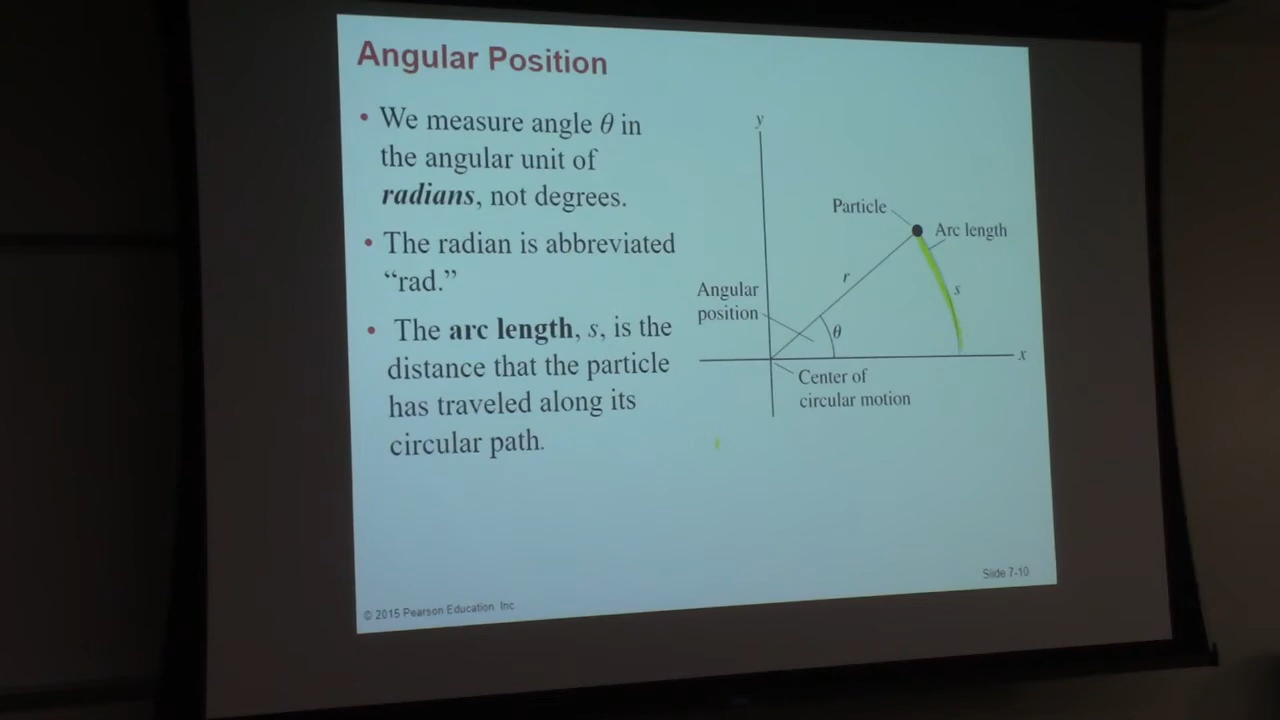 Angular Position
• We measure angle θ in
the angular unit of
radians, not degrees.
• The radian is abbreviated
“rad.”
• The arc length, s, is the
distance that the particle
has traveled along its
circular path.
y
Particle
Arc length
r
s
Angular
position
θ
x
Center of
circular motion
Slide 7-10
© 2015 Pearson Education, Inc